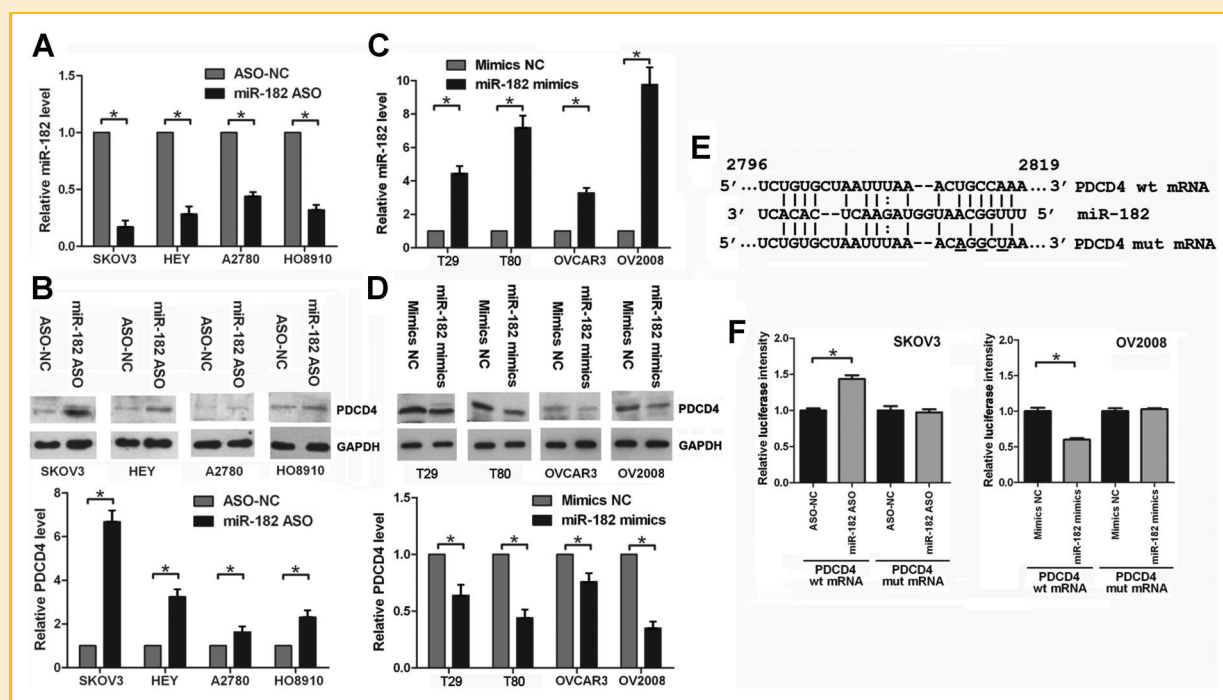 A
ASO-NC
miR-182 ASO
Relative miR-182 level
1.5
1.0
0.5
0.0
* * * *
SKOV3 HEY A2780 HO8910
B
ASO-NC
miR-182 ASO
ASO-NC
miR-182 ASO
ASO-NC
miR-182 ASO
ASO-NC
miR-182 ASO
PDCD4
GAPDH
SKOV3 HEY A2780 HO8910
ASO-NC
miR-182 ASO
Relative PDCD4 level
8
6
4
2
0
* * * *
SKOV3 HEY A2780 HO8910
C
Mimics NC
miR-182 mimics
Relative miR-182 level
10
8
6
4
2
0
* * * *
T29 T80 OVCAR3 OV2008
D
Mimics NC
miR-182 mimics
Mimics NC
miR-182 mimics
Mimics NC
miR-182 mimics
Mimics NC
miR-182 mimics
PDCD4
GAPDH
T29 T80 OVCAR3 OV2008
Mimics NC
miR-182 mimics
Relative PDCD4 level
1.5
1.0
0.5
0.0
* * * *
T29 T80 OVCAR3 OV2008
E
2796 2819
5′ ...UCUGUGCUAAUUUAA--ACUGCCAAA... 3′ PDCD4 wt mRNA
3′ UCACAC--UCAAGAUGGUAACGGUUU 5′ miR-182
5′ ...UCUGUGCUAAUUUAA--ACAGGCUAA... 3′ PDCD4 mut mRNA
F
SKOV3
Relative luciferase intensity
2.0
1.5
1.0
0.5
0.0
*
ASO-NC
miR-182 ASO
ASO-NC
miR-182 ASO
PDCD4 wt mRNA
PDCD4 mut mRNA
OV2008
Relative luciferase intensity
2.0
1.5
1.0
0.5
0.0
*
Mimics NC
miR-182 mimics
Mimics NC
miR-182 mimics
PDCD4 wt mRNA
PDCD4 mut mRNA